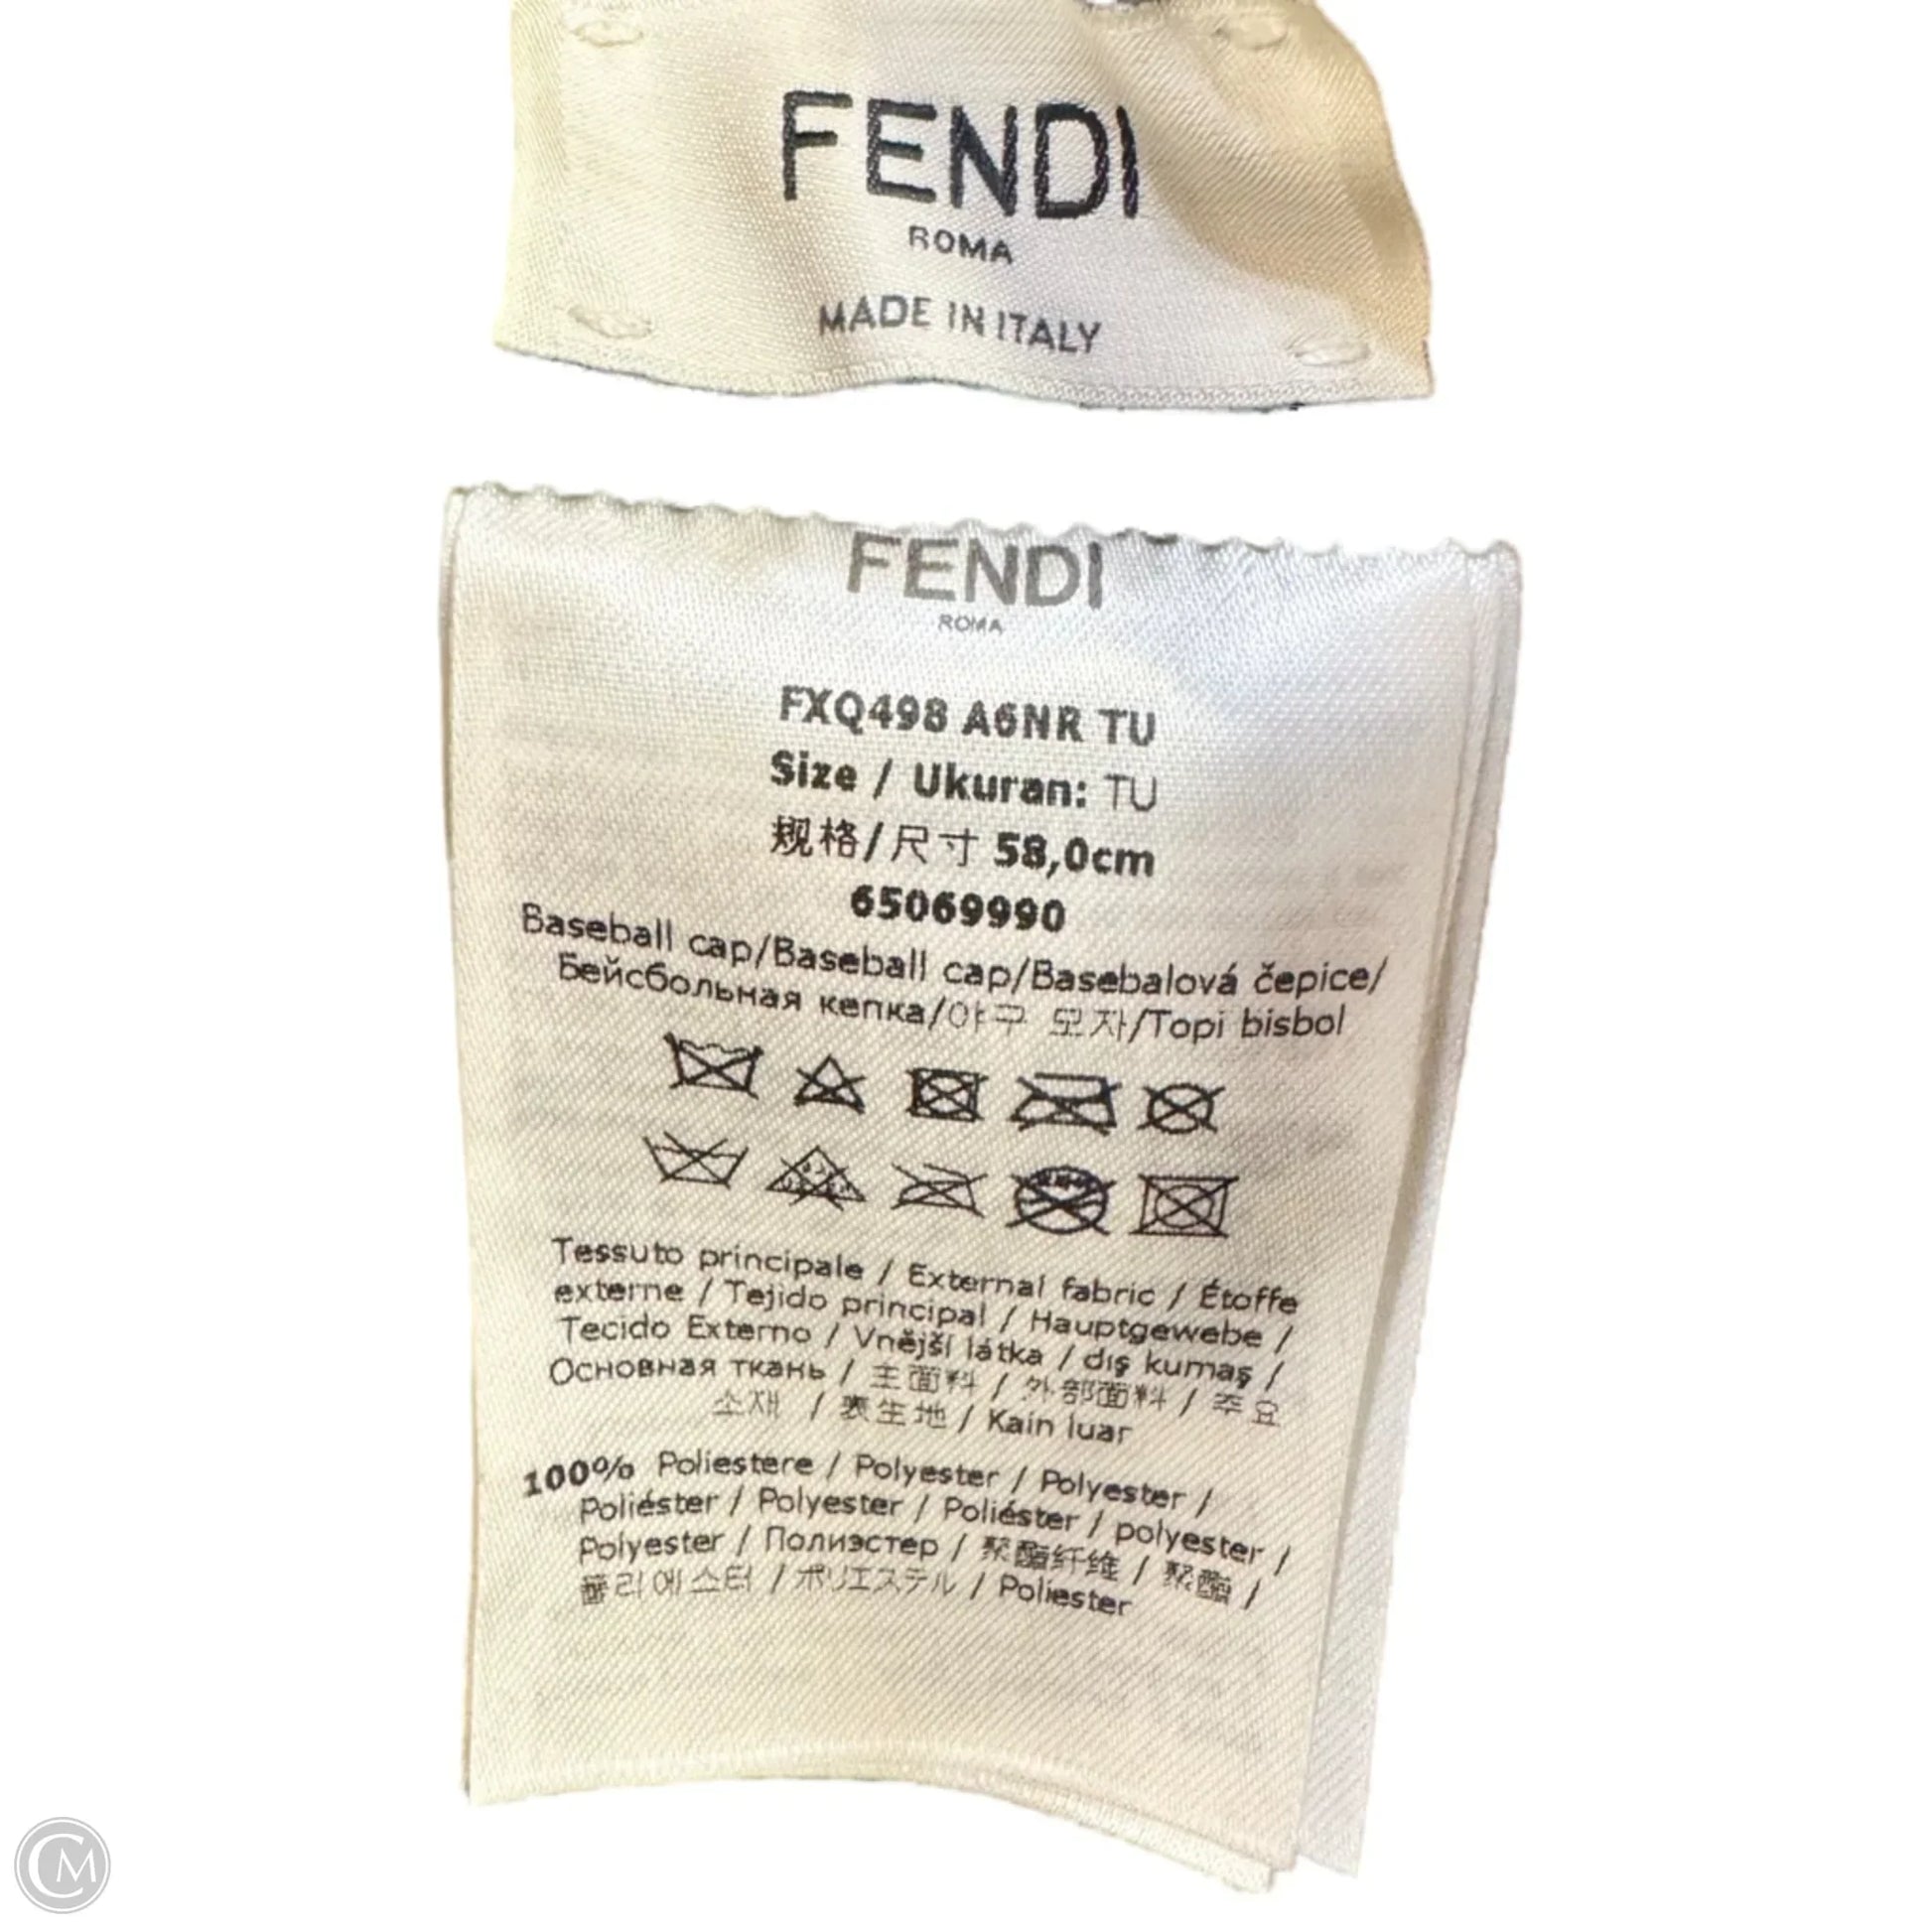 FENDI
ROMA
MADE IN ITALY
FENDI
ROMA
FXQ498 A6NR TU
Size / Ukuran: TU
规格/尺寸 58,0cm
65069990
Baseball cap/Baseball cap/Basebalová čepice/
Бейсбольная кепка/야구 모자/Topi bisbol
Tessuto principale / External fabric / Étoffe
externe / Tejido principal / Hauptgewebe /
Tecido Externo / Vnější látka / dış kumaş /
Основная ткань / 主面料 / 外部面料 / 주요
소재 / 表生地 / Kain luar
100% Poliestere / Polyester / Polyester /
Poliéster / Polyester / Poliéster / polyester /
Polyester / Полиэстер / 聚酯纤维 / 聚酯 /
폴리에스터 / ポリエステル / Poliester
CM